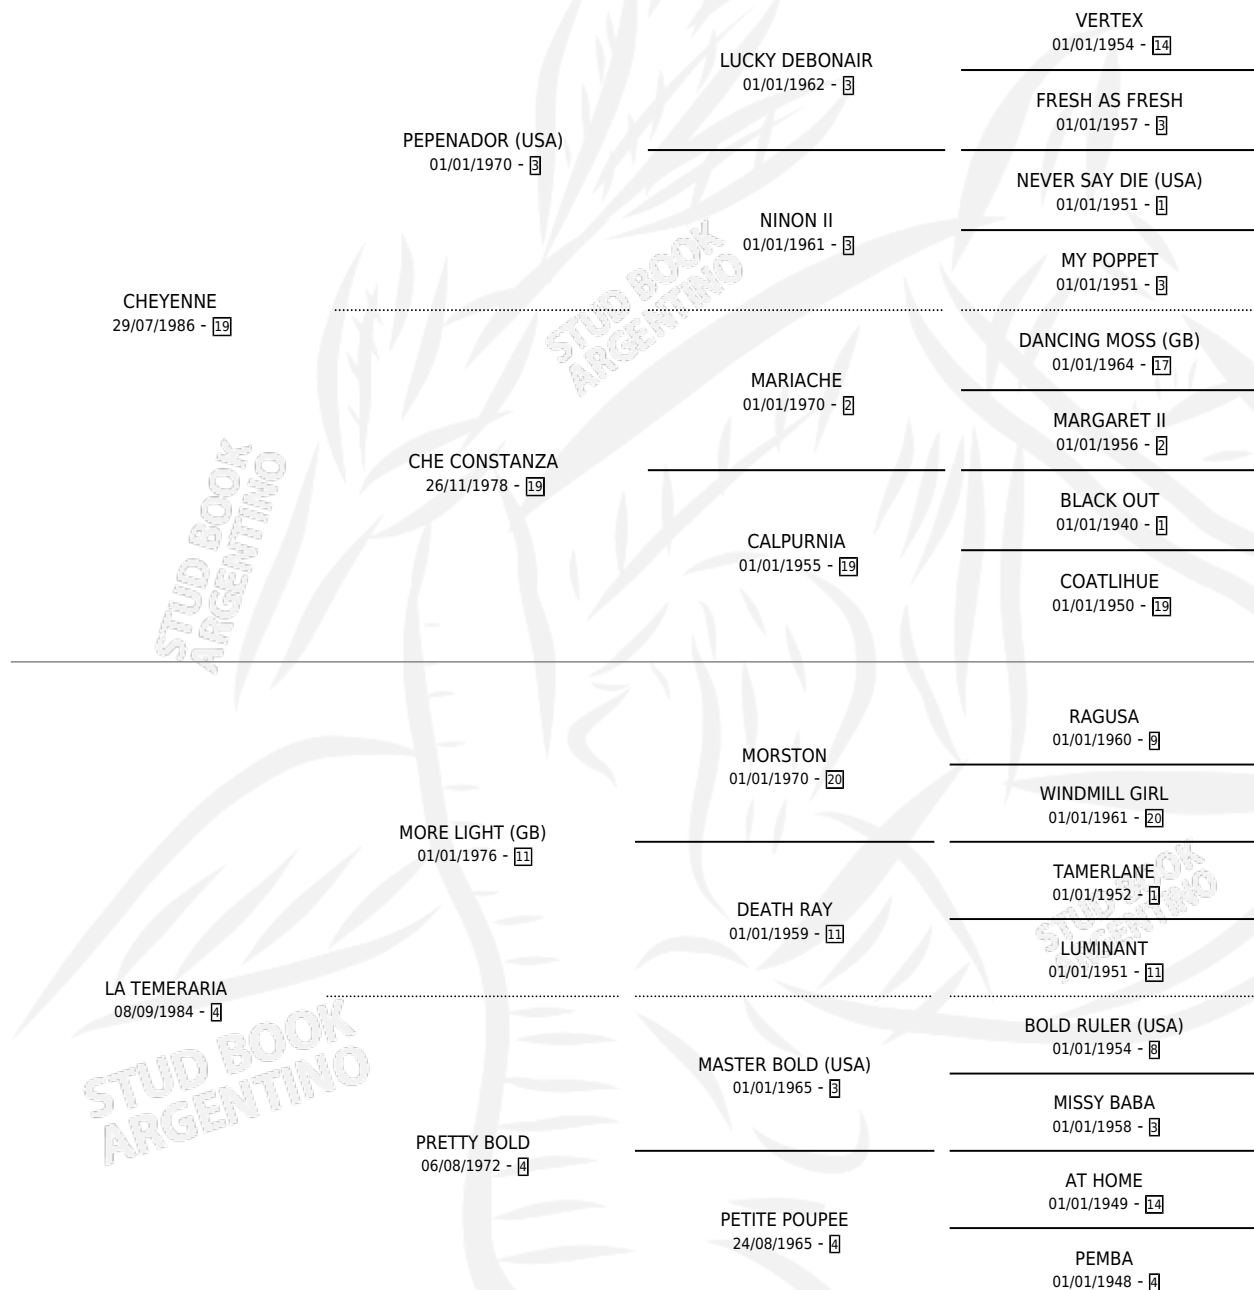 VERTEX
01/01/1954 - 14
LUCKY DEBONAIR
01/01/1962 - 3
FRESH AS FRESH
01/01/1957 - 3
PEPENADOR (USA)
01/01/1970 - 3
NEVER SAY DIE (USA)
01/01/1951 - 1
NINON II
01/01/1961 - 3
MY POPPET
01/01/1951 - 3
CHEYENNE
29/07/1986 - 19
DANCING MOSS (GB)
01/01/1964 - 17
MARIACHE
01/01/1970 - 2
MARGARET II
01/01/1956 - 2
CHE CONSTANZA
26/11/1978 - 19
BLACK OUT
01/01/1940 - 1
CALPURNIA
01/01/1955 - 19
COATLIHUE
01/01/1950 - 19
RAGUSA
01/01/1960 - 9
MORSTON
01/01/1970 - 20
WINDMILL GIRL
01/01/1961 - 20
MORE LIGHT (GB)
01/01/1976 - 11
TAMERLANE
01/01/1952 - 1
DEATH RAY
01/01/1959 - 11
LUMINANT
01/01/1951 - 11
LA TEMERARIA
08/09/1984 - 4
BOLD RULER (USA)
01/01/1954 - 8
MASTER BOLD (USA)
01/01/1965 - 3
MISSY BABA
01/01/1958 - 3
PRETTY BOLD
06/08/1972 - 4
AT HOME
01/01/1949 - 14
PETITE POUPEE
24/08/1965 - 4
PEMBA
01/01/1948 - 4
STUD BOOK
ARGENTINO
STUD BOOK
ARGENTINO
STUD BOOK
ARGENTINO
STUD BOOK
ARGENTINO